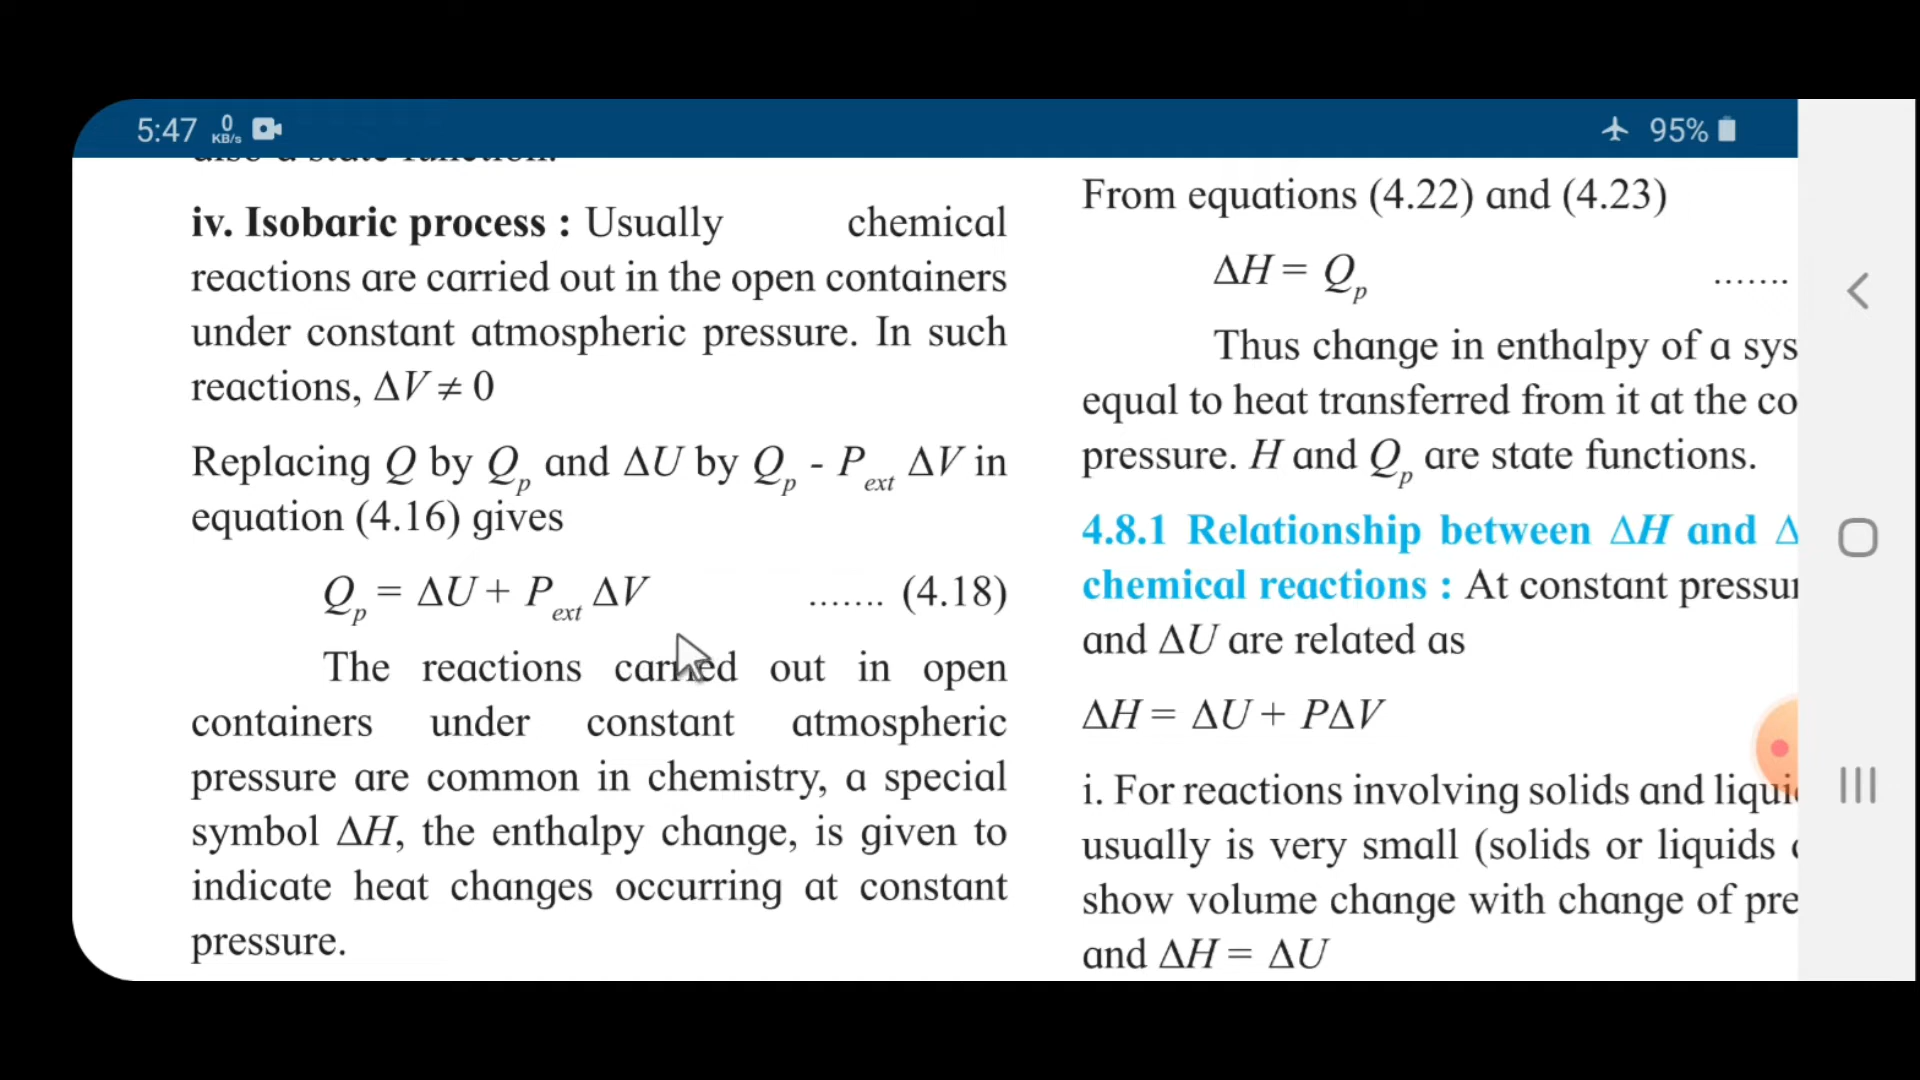 5:47 0 KB/s 95%
iv. Isobaric process : Usually chemical
reactions are carried out in the open containers
under constant atmospheric pressure. In such
reactions, ΔV ≠ 0
Replacing Q by Qp and ΔU by Qp - Pext ΔV in
equation (4.16) gives
Qp = ΔU + Pext ΔV ....... (4.18)
The reactions carried out in open
containers under constant atmospheric
pressure are common in chemistry, a special
symbol ΔH, the enthalpy change, is given to
indicate heat changes occurring at constant
pressure.
From equations (4.22) and (4.23)
ΔH = Qp .......
Thus change in enthalpy of a sys
equal to heat transferred from it at the co
pressure. H and Qp are state functions.
4.8.1 Relationship between ΔH and Δ
chemical reactions : At constant pressu
and ΔU are related as
ΔH = ΔU + PΔV
i. For reactions involving solids and liqui
usually is very small (solids or liquids
show volume change with change of pre
and ΔH = ΔU